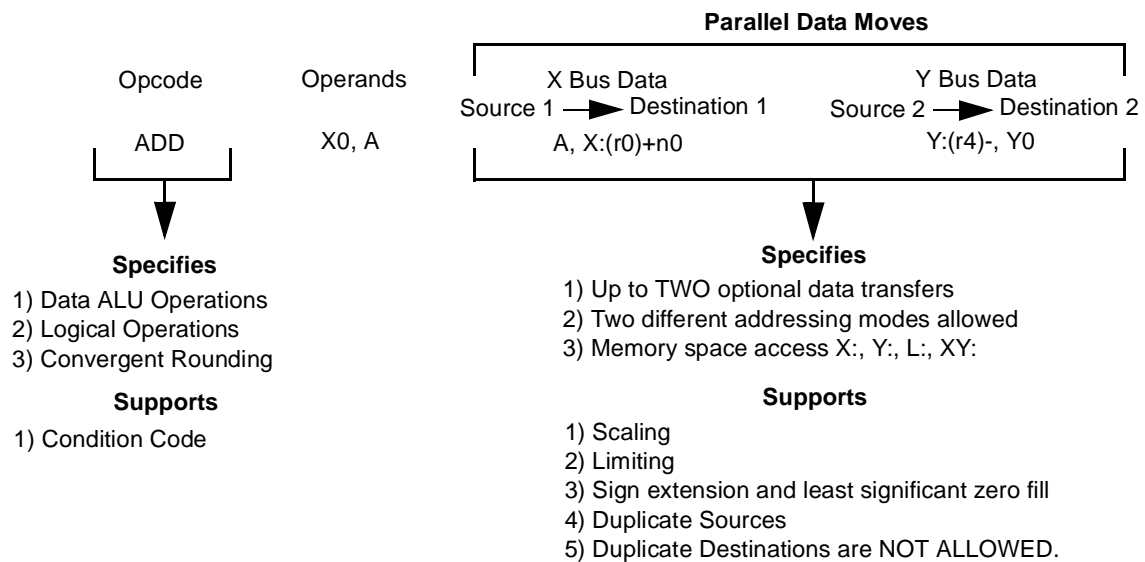 Parallel Data Moves
Opcode Operands X Bus Data Y Bus Data
Source 1 Destination 1 Source 2 Destination 2
ADD X0, A A, X:(r0)+n0 Y:(r4)-, Y0
Specifies
1) Data ALU Operations
2) Logical Operations
3) Convergent Rounding
Supports
1) Condition Code
Specifies
1) Up to TWO optional data transfers
2) Two different addressing modes allowed
3) Memory space access X:, Y:, L:, XY:
Supports
1) Scaling
2) Limiting
3) Sign extension and least significant zero fill
4) Duplicate Sources
5) Duplicate Destinations are NOT ALLOWED.